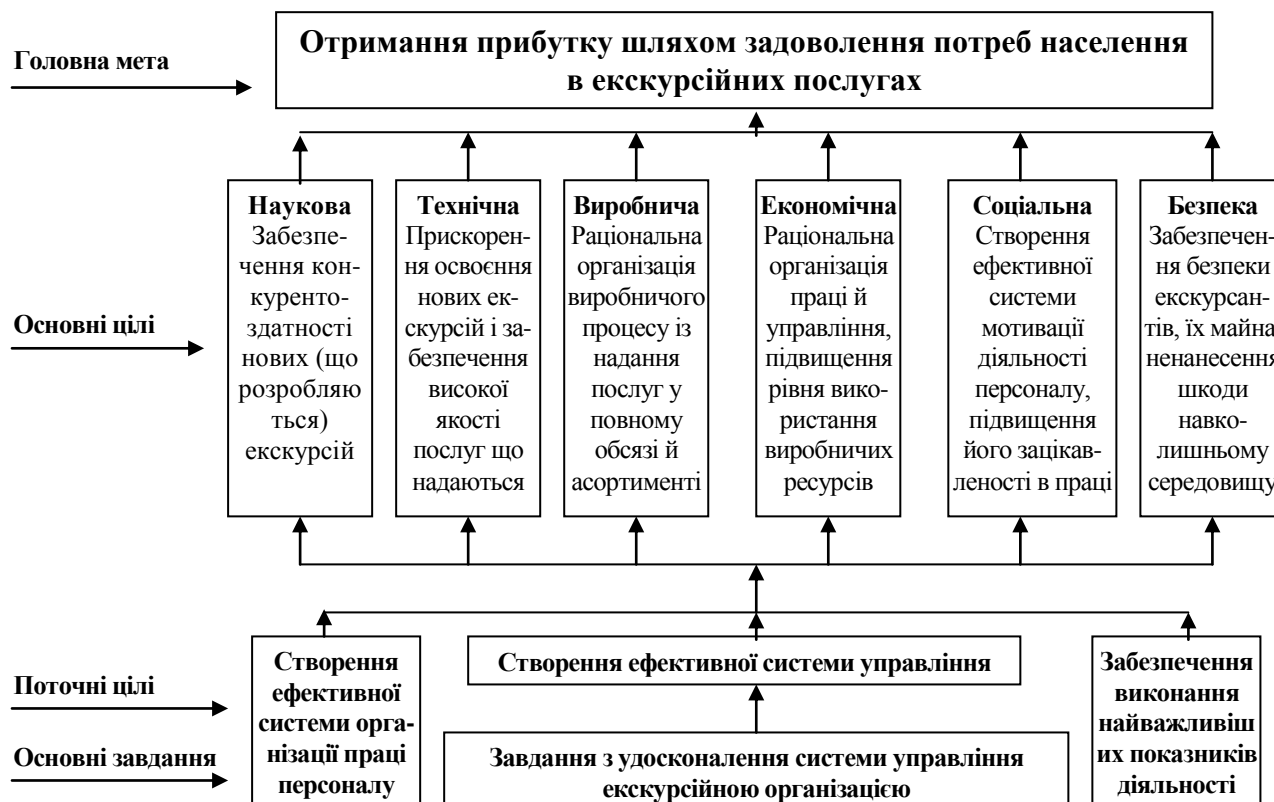 Отримання прибутку шляхом задоволення потреб населення
в екскурсійних послугах
Головна мета
Наукова
Забезпе-
чення кон-
куренто-
здатності
нових (що
розробляю
ться)
екскурсій
Технічна
Прискорен-
ня освоєння
нових ек-
скурсій і за-
безпечення
високої
якості
послуг що
надаються
Виробнича
Раціональна
організація
виробничого
процесу із
надання
послуг у
повному
обсязі й
асортименті
Економічна
Раціональна
організація
праці й
управління,
підвищення
рівня вико-
ристання
виробничих
ресурсів
Соціальна
Створення
ефективної
системи
мотивації
діяльності
персоналу,
підвищення
його зацікав-
леності в праці
Безпека
Забезпечен-
ня безпеки
екскурсан-
тів, їх майна,
ненанесення
шкоди
навко-
лишньому
середовищу
Основні цілі
Створення
ефективної
системи орга-
нізації праці
персоналу
Створення ефективної системи управління
Забезпечення
виконання
найважливіш
их показників
діяльності
Поточні цілі
Основні завдання
Завдання з удосконалення системи управління
екскурсійною організацією